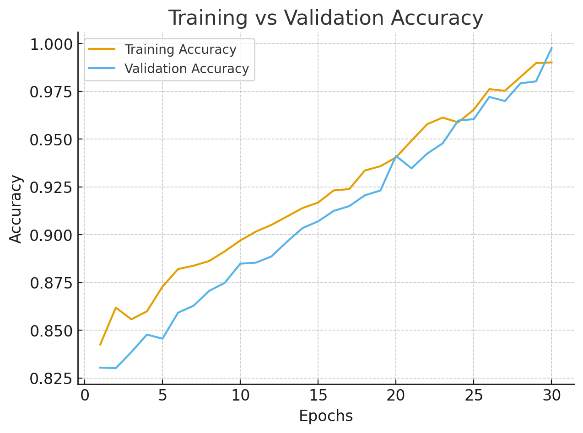 Training vs Validation Accuracy
1.000
Training Accuracy
Validation Accuracy
0.975
0.950
0.925
0.900
0.875
0.850
0.825
Accuracy
0 5 10 15 20 25 30
Epochs